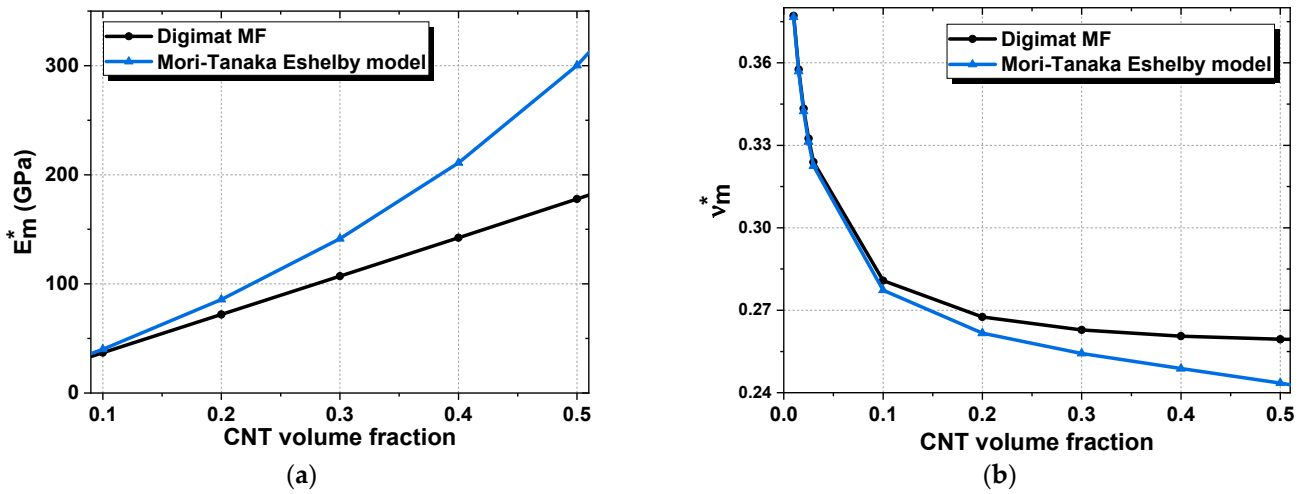 Digimat MF
Mori-Tanaka Eshelby model
300
200
100
0
E*m (GPa)
0.1 0.2 0.3 0.4 0.5
CNT volume fraction
(a)
Digimat MF
Mori-Tanaka Eshelby model
0.36
0.33
0.30
0.27
0.24
ν*m
0.0 0.1 0.2 0.3 0.4 0.5
CNT volume fraction
(b)